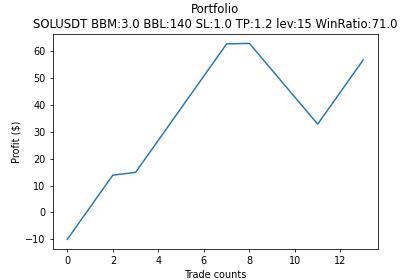 Portfolio
SOLUSDT BBM:3.0 BBL:140 SL:1.0 TP:1.2 lev:15 WinRatio:71.0
60
50
40
30
20
10
0
−10
Profit ($)
0 2 4 6 8 10 12
Trade counts